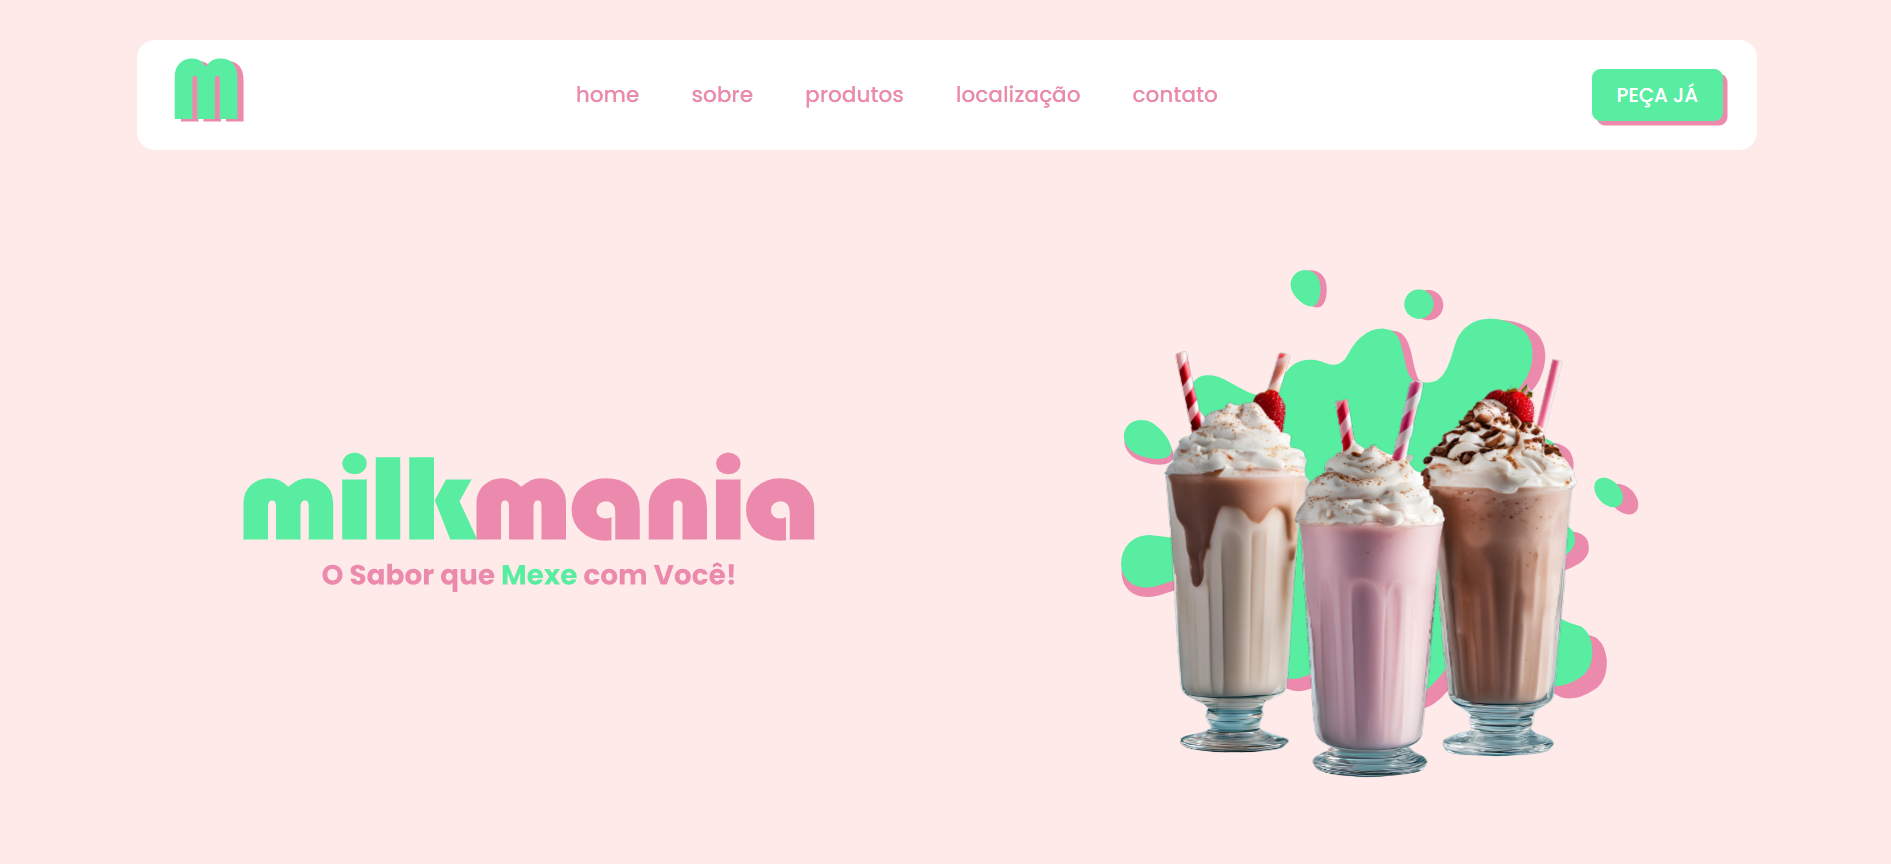 m
home sobre produtos localização contato
PEÇA JÁ
milkmania
O Sabor que Mexe com Você!